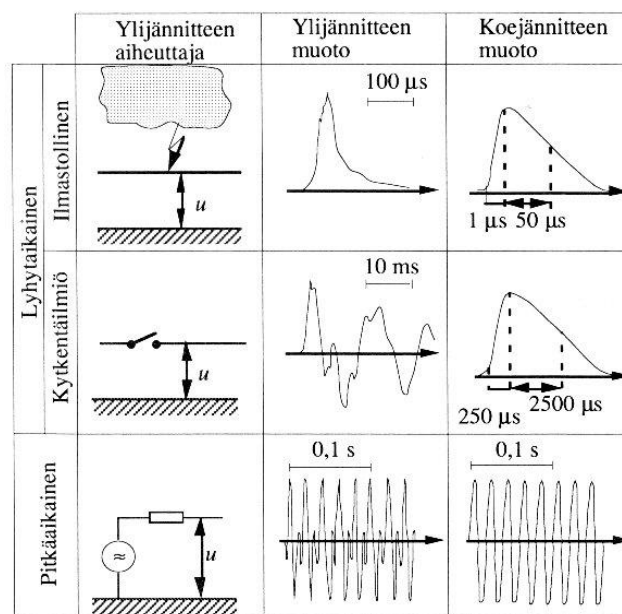 Ylijännitteen
aiheuttaja
Ylijännitteen
muoto
Koejännitteen
muoto
Lyhytaikainen
Ilmastollinen
u
100 μs
1 μs 50 μs
Kytkentäilmiö
u
10 ms
250 μs
2500 μs
Pitkäaikainen
≈
u
0,1 s
0,1 s